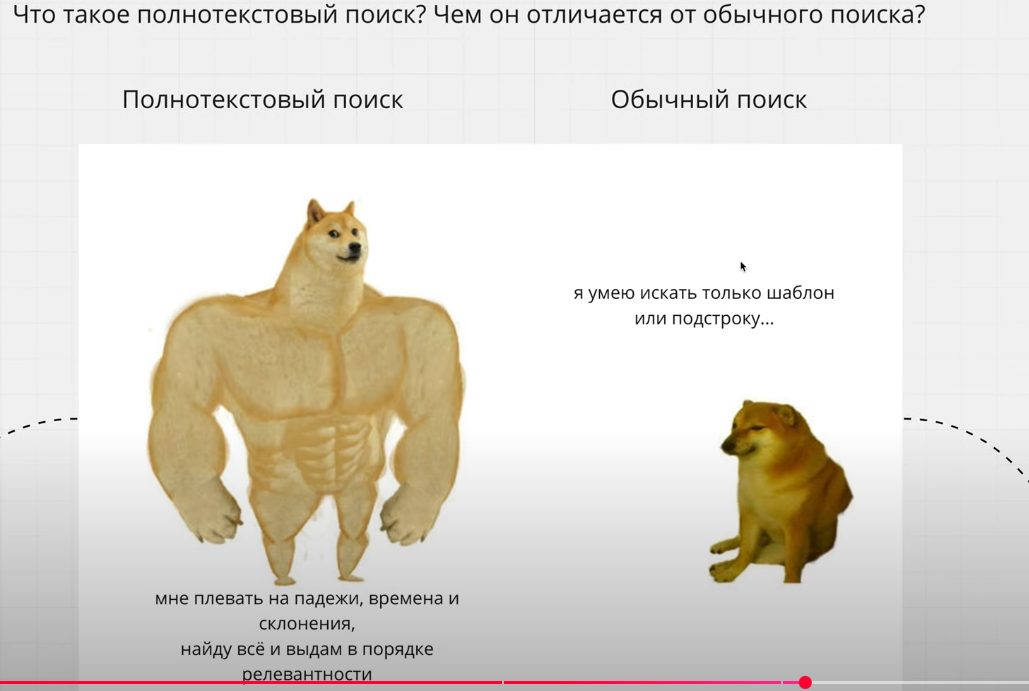 Что такое полнотекстовый поиск? Чем он отличается от обычного поиска?
Полнотекстовый поиск
Обычный поиск
я умею искать только шаблон
или подстроку...
мне плевать на падежи, времена и
склонения,
найду всё и выдам в порядке
релевантности